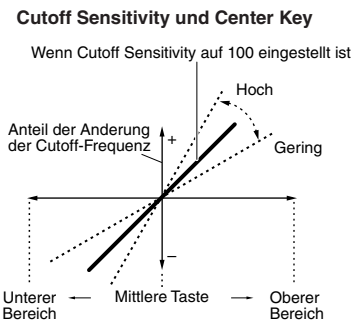 Cutoff Sensitivity und Center Key
Wenn Cutoff Sensitivity auf 100 eingestellt ist
Hoch
Anteil der Anderung
der Cutoff-Frequenz
+
Gering
–
Unterer
Bereich
Mittlere Taste
Oberer
Bereich